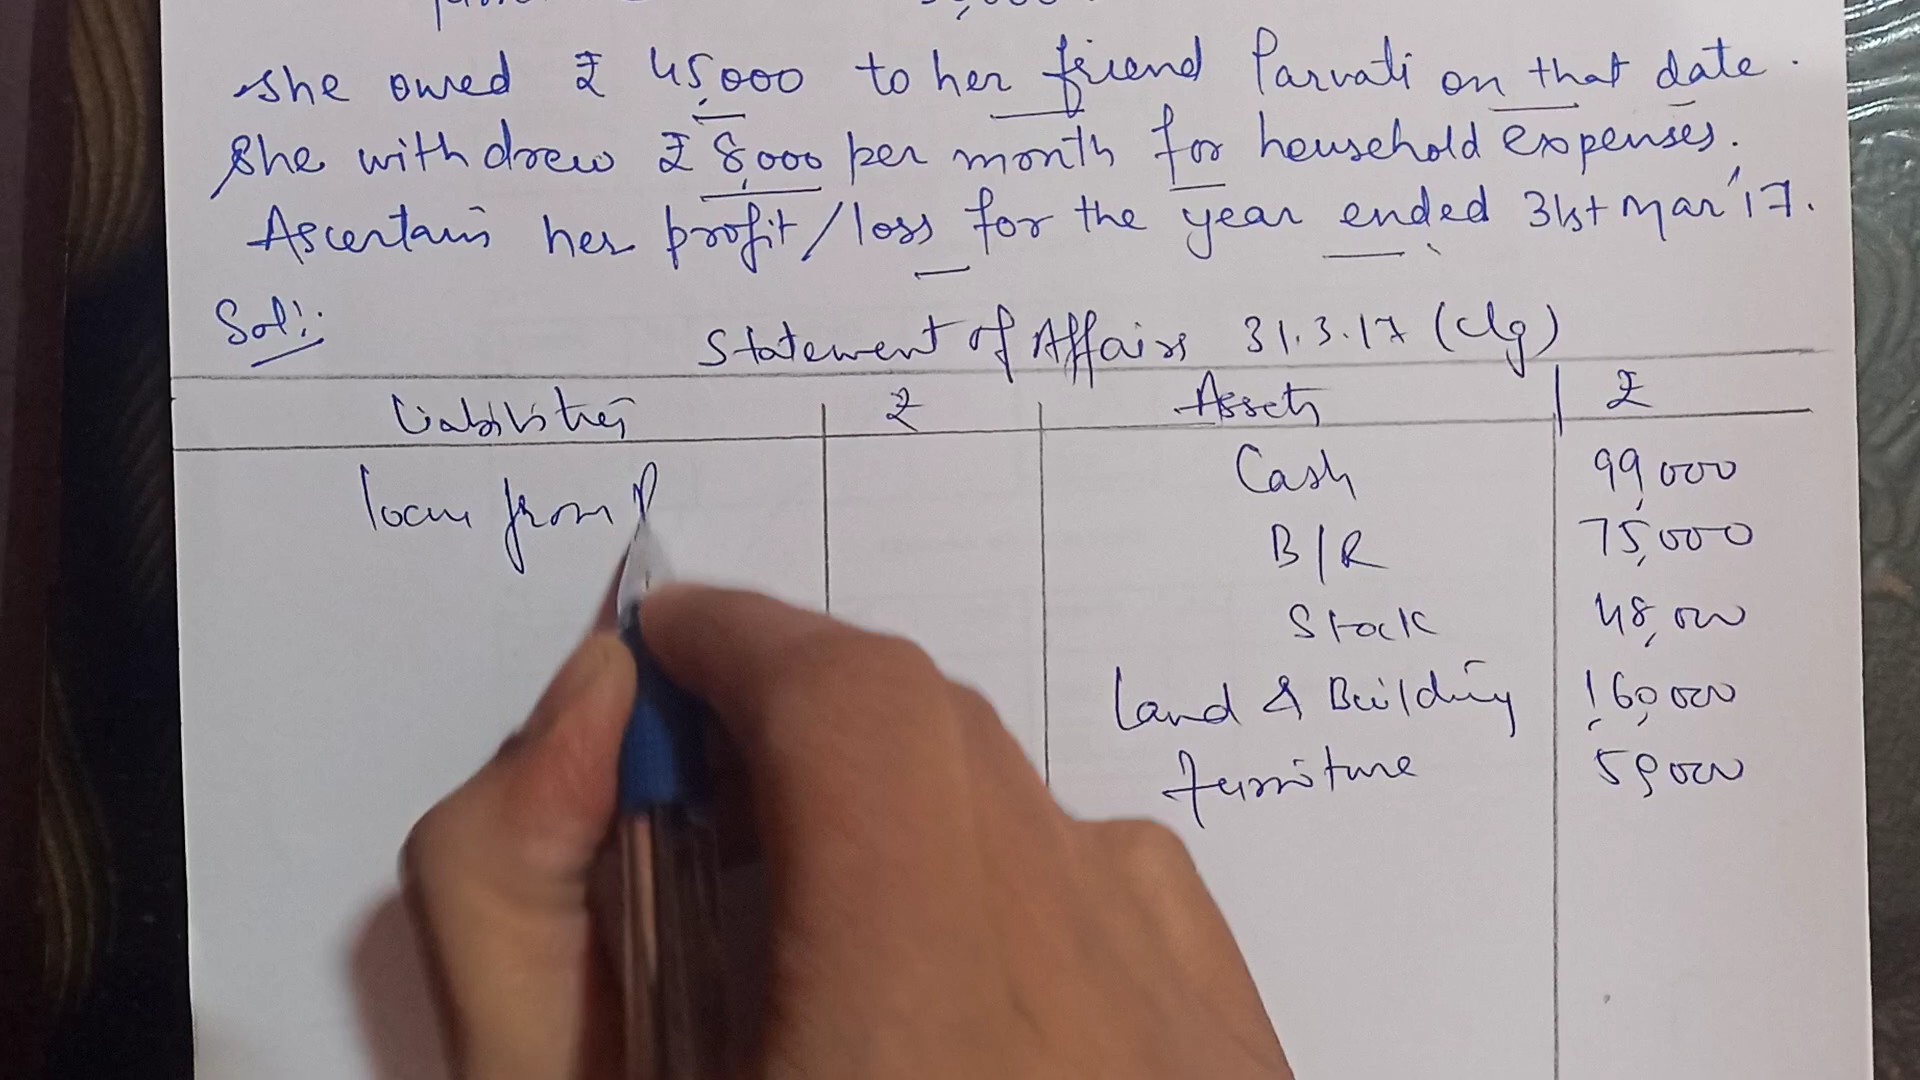 she owed ₹ 45,000 to her friend Parvati on that date.
She withdrew ₹ 8,000 per month for household expenses.
Ascertain her profit/loss for the year ended 31st Mar'17.
Sol:
Statement of Affairs 31.3.17 (Clg)
Liabilities ₹ Assets ₹
loan from P Cash 99,000
B/R 75,000
Stock 48,000
Land & Building 1,60,000
furniture 50,000